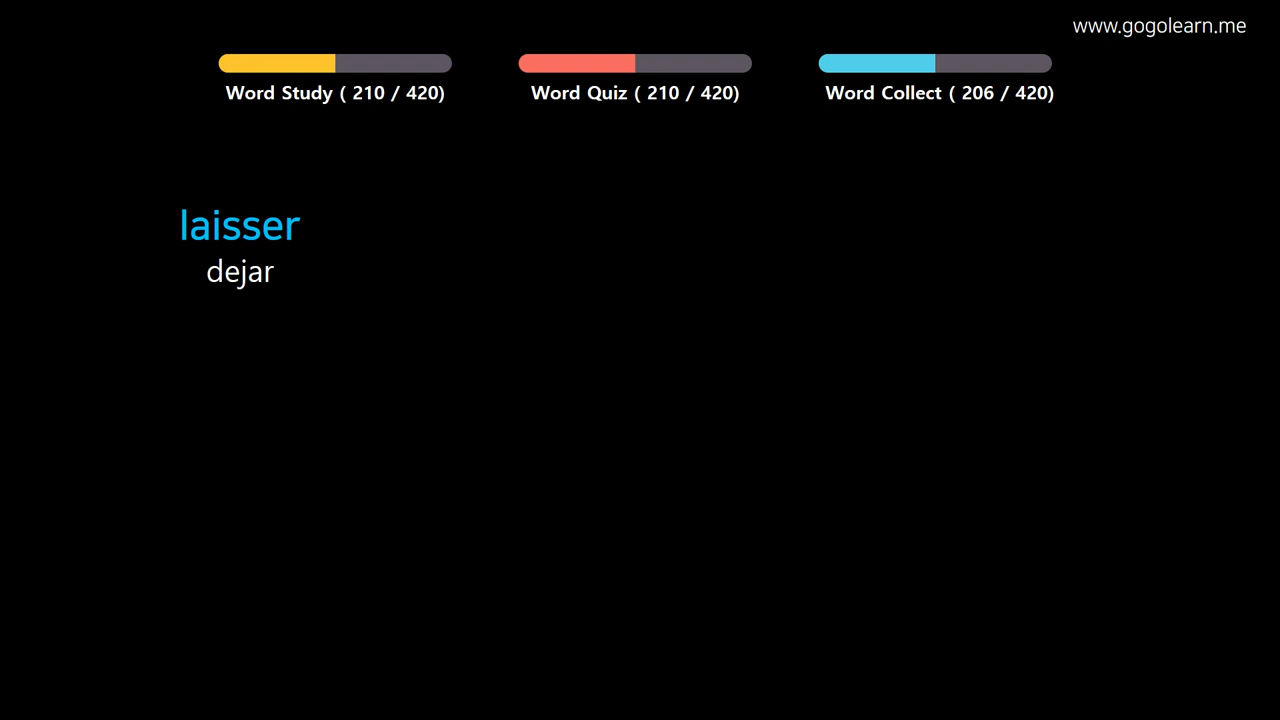 www.gogolearn.me
Word Study ( 210 / 420)
Word Quiz ( 210 / 420)
Word Collect ( 206 / 420)
laisser
dejar